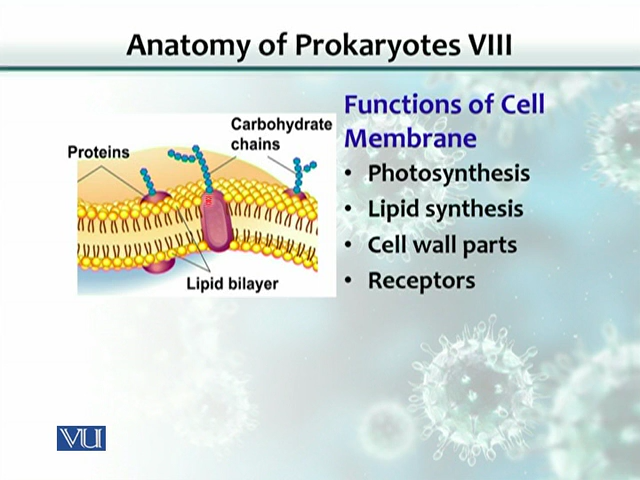 Anatomy of Prokaryotes VIII
Functions of Cell
Membrane
• Photosynthesis
• Lipid synthesis
• Cell wall parts
• Receptors
Carbohydrate
chains
Proteins
Lipid bilayer
VU